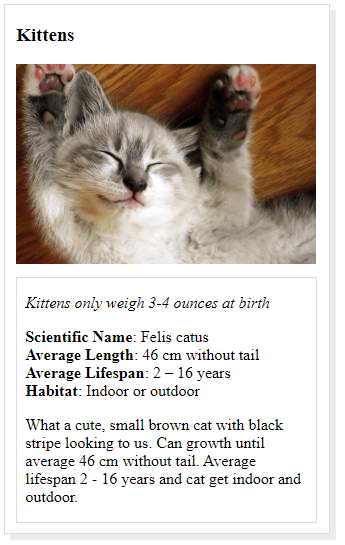 Kittens
Kittens only weigh 3-4 ounces at birth
Scientific Name: Felis catus
Average Length: 46 cm without tail
Average Lifespan: 2 – 16 years
Habitat: Indoor or outdoor
What a cute, small brown cat with black
stripe looking to us. Can growth until
average 46 cm without tail. Average
lifespan 2 - 16 years and cat get indoor and
outdoor.